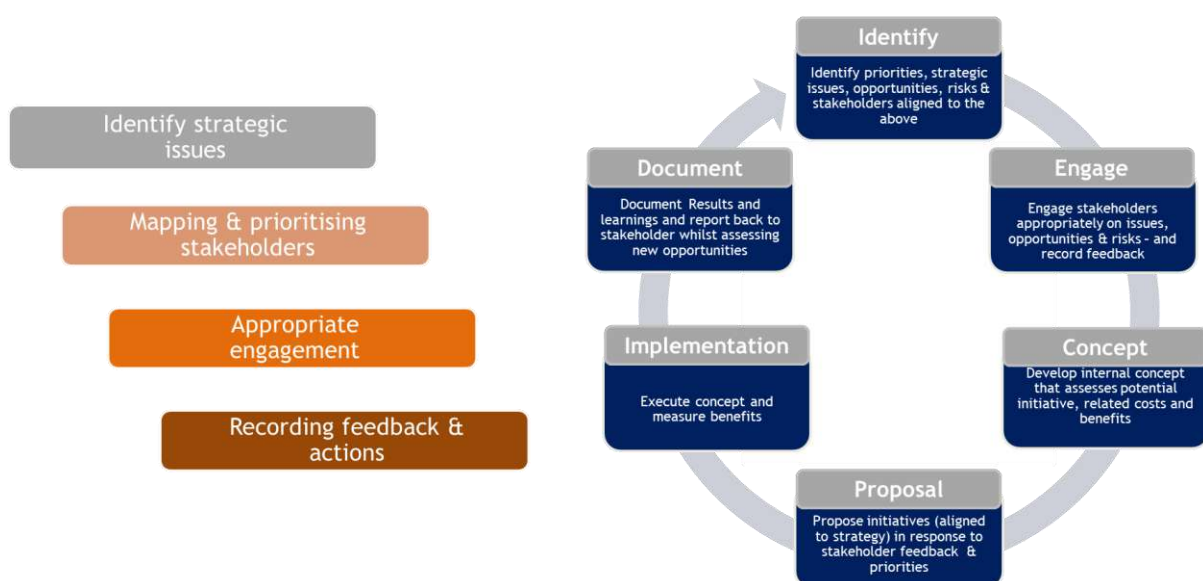 Identify strategic
issues
Mapping & prioritising
stakeholders
Appropriate
engagement
Recording feedback &
actions
Identify
Identify priorities, strategic
issues, opportunities, risks &
stakeholders aligned to the
above
Engage
Engage stakeholders
appropriately on issues,
opportunities & risks - and
record feedback
Concept
Develop internal concept
that assesses potential
initiative, related costs and
benefits
Proposal
Propose initiatives (aligned
to strategy) in response to
stakeholder feedback &
priorities
Implementation
Execute concept and
measure benefits
Document
Document Results and
learnings and report back to
stakeholder whilst assessing
new opportunities